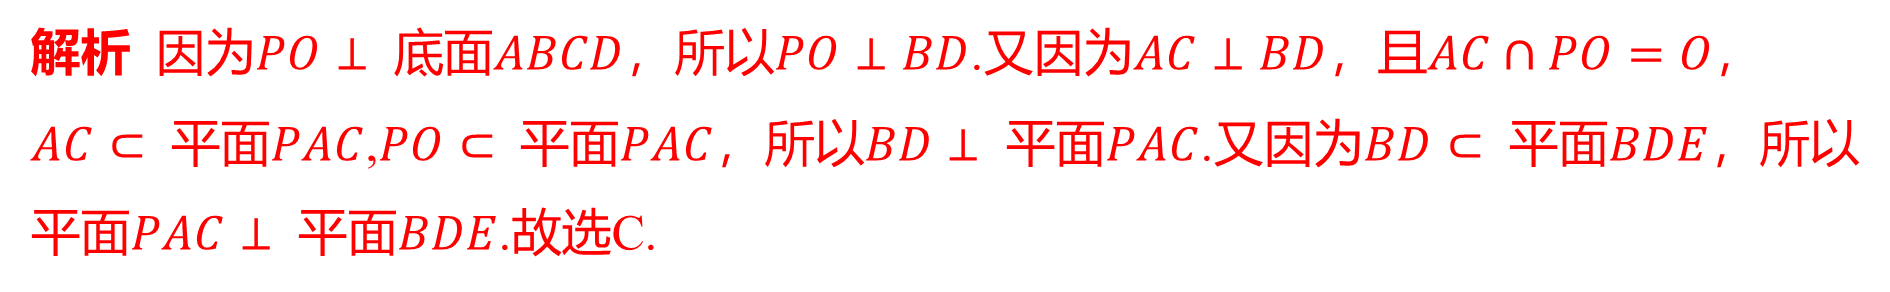 解析 因为PO ⊥ 底面ABCD，所以PO ⊥ BD.又因为AC ⊥ BD，且AC ∩ PO = O，
AC ⊂ 平面PAC,PO ⊂ 平面PAC，所以BD ⊥ 平面PAC.又因为BD ⊂ 平面BDE，所以
平面PAC ⊥ 平面BDE.故选C.